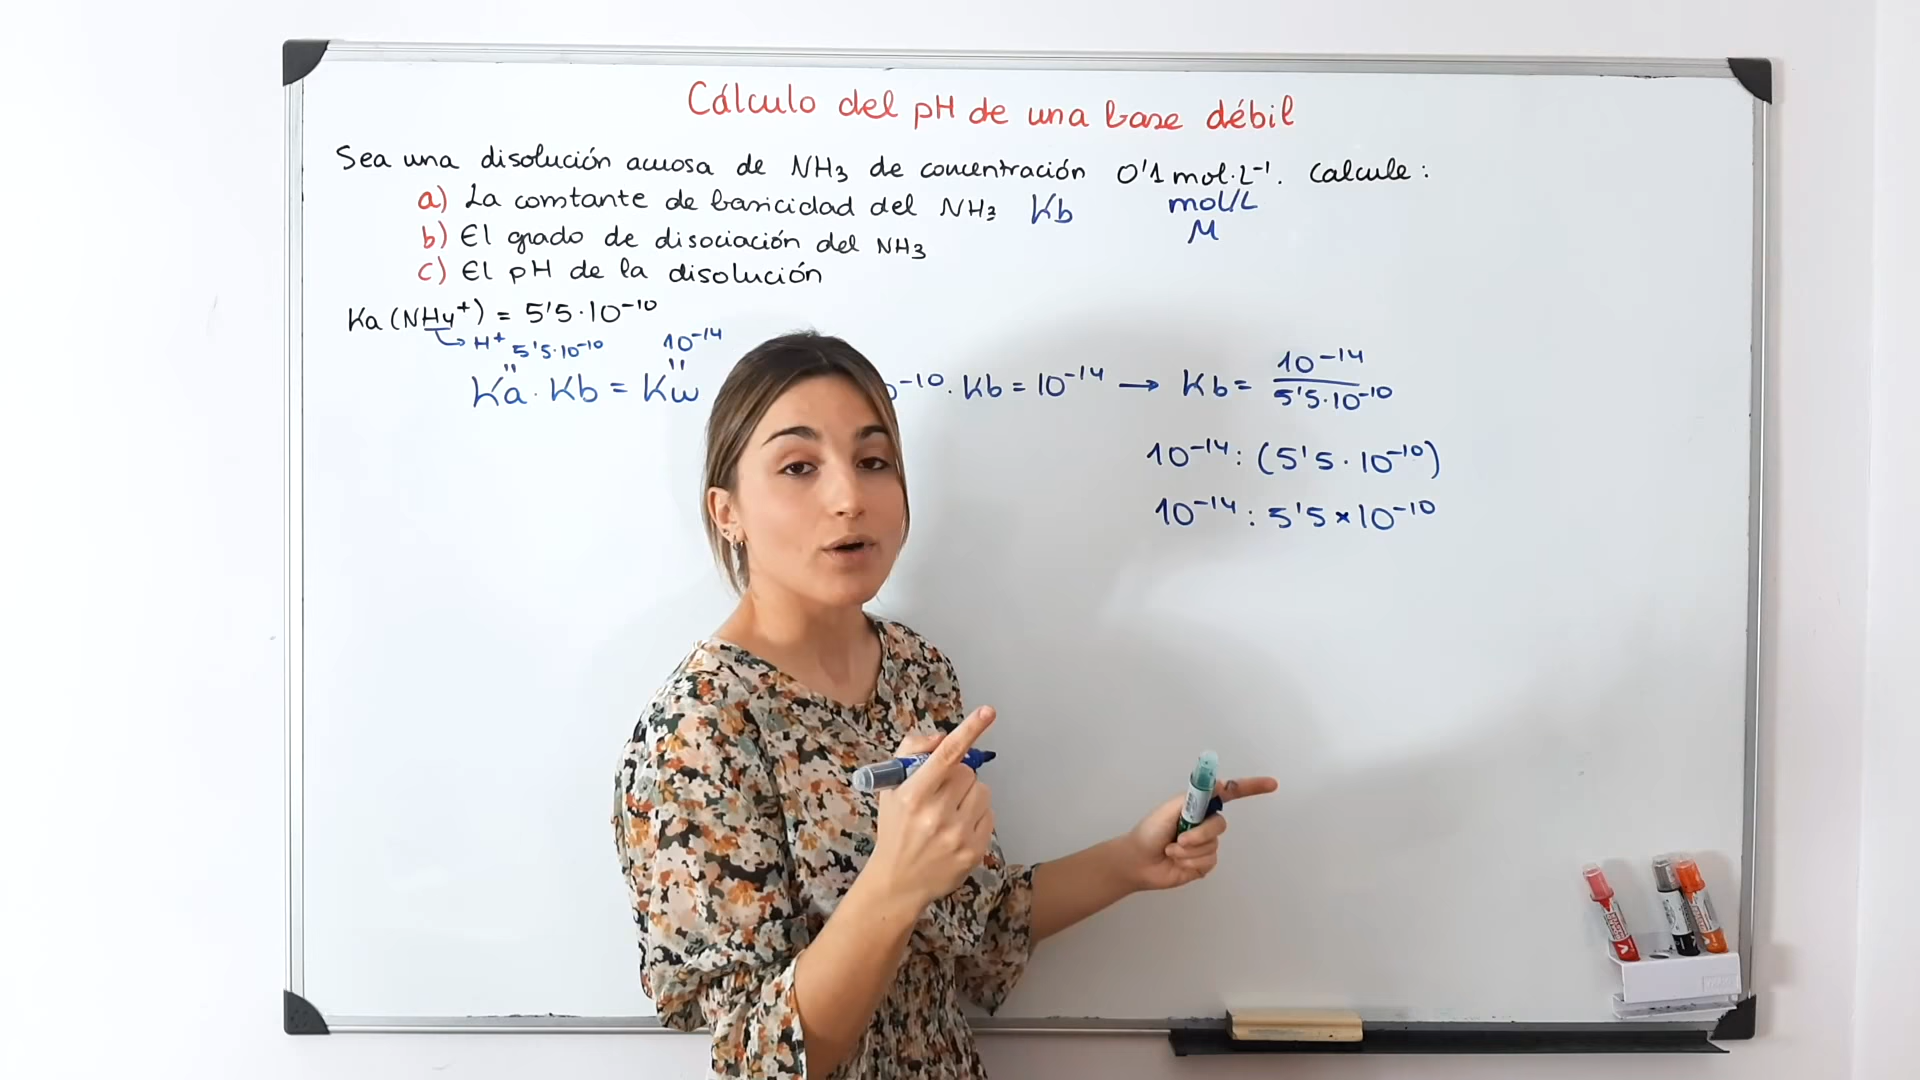 Cálculo del pH de una base débil
Sea una disolución acuosa de NH₃ de concentración 0'1 mol·L⁻¹. Calcule:
a) La constante de basicidad del NH₃ Kb mol/L
b) El grado de disociación del NH₃ M
c) El pH de la disolución
Ka (NH₄⁺) = 5'5·10⁻¹⁰
H⁺ 5'5·10⁻¹⁰ 10⁻¹⁴
Ka · Kb = Kw ⁻¹⁰ · Kb = 10⁻¹⁴ → Kb = 10⁻¹⁴ / 5'5·10⁻¹⁰
10⁻¹⁴ : (5'5 · 10⁻¹⁰)
10⁻¹⁴ : 5'5 × 10⁻¹⁰